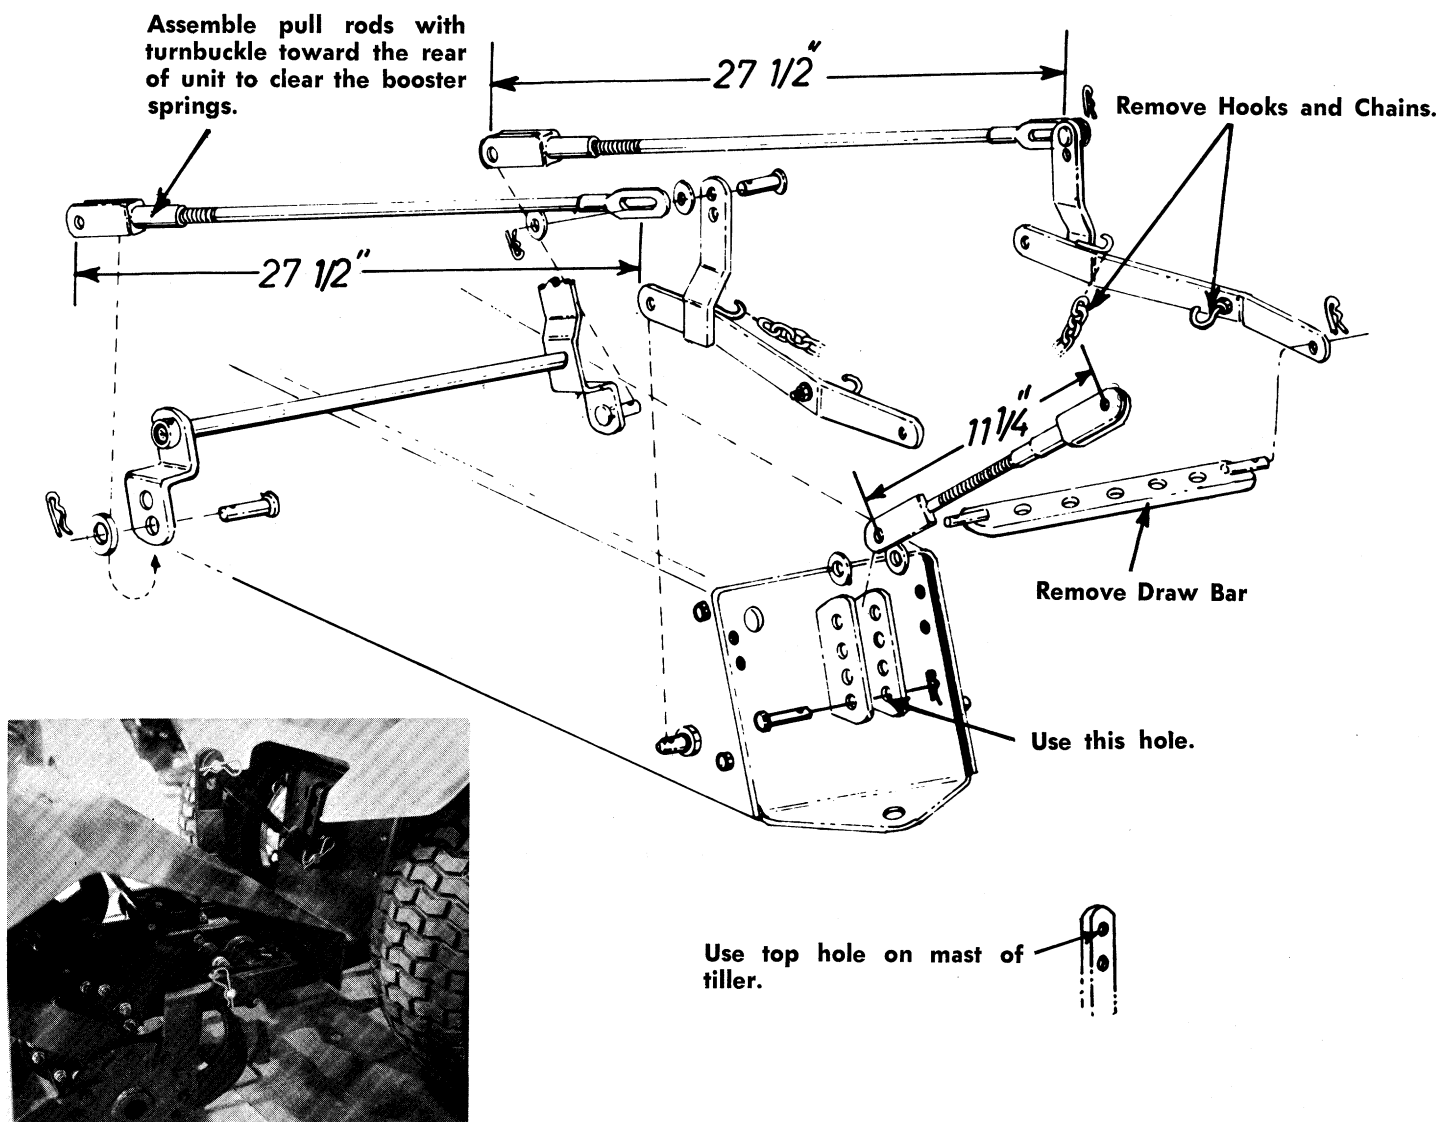 Assemble pull rods with
turnbuckle toward the rear
of unit to clear the booster
springs.
27 1/2"
Remove Hooks and Chains.
27 1/2"
11 1/4"
Remove Draw Bar
Use this hole.
Use top hole on mast of
tiller.